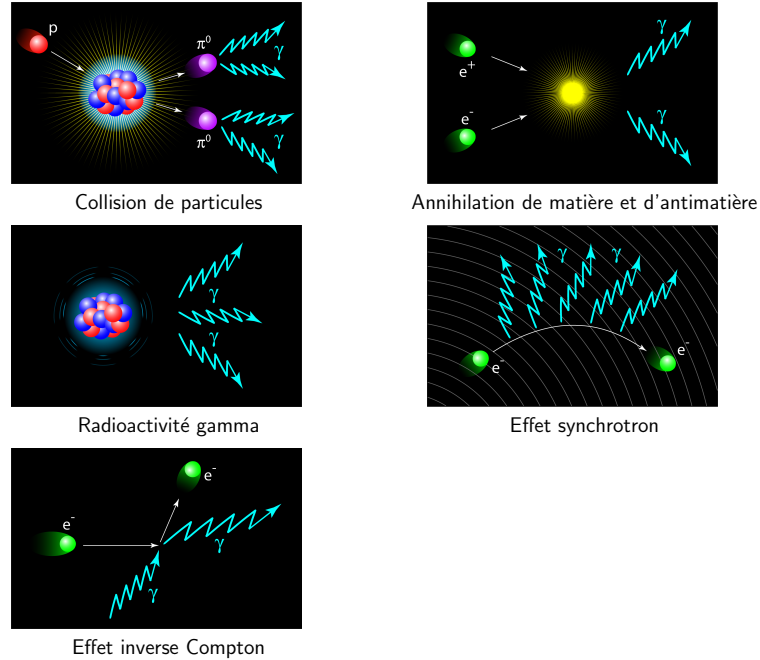 p
π⁰
γ
γ
π⁰
Collision de particules
e⁺
e⁻
γ
γ
Annihilation de matière et d'antimatière
γ
γ
Radioactivité gamma
γ
γ
e⁻
e⁻
Effet synchrotron
e⁻
e⁻
γ
γ
Effet inverse Compton